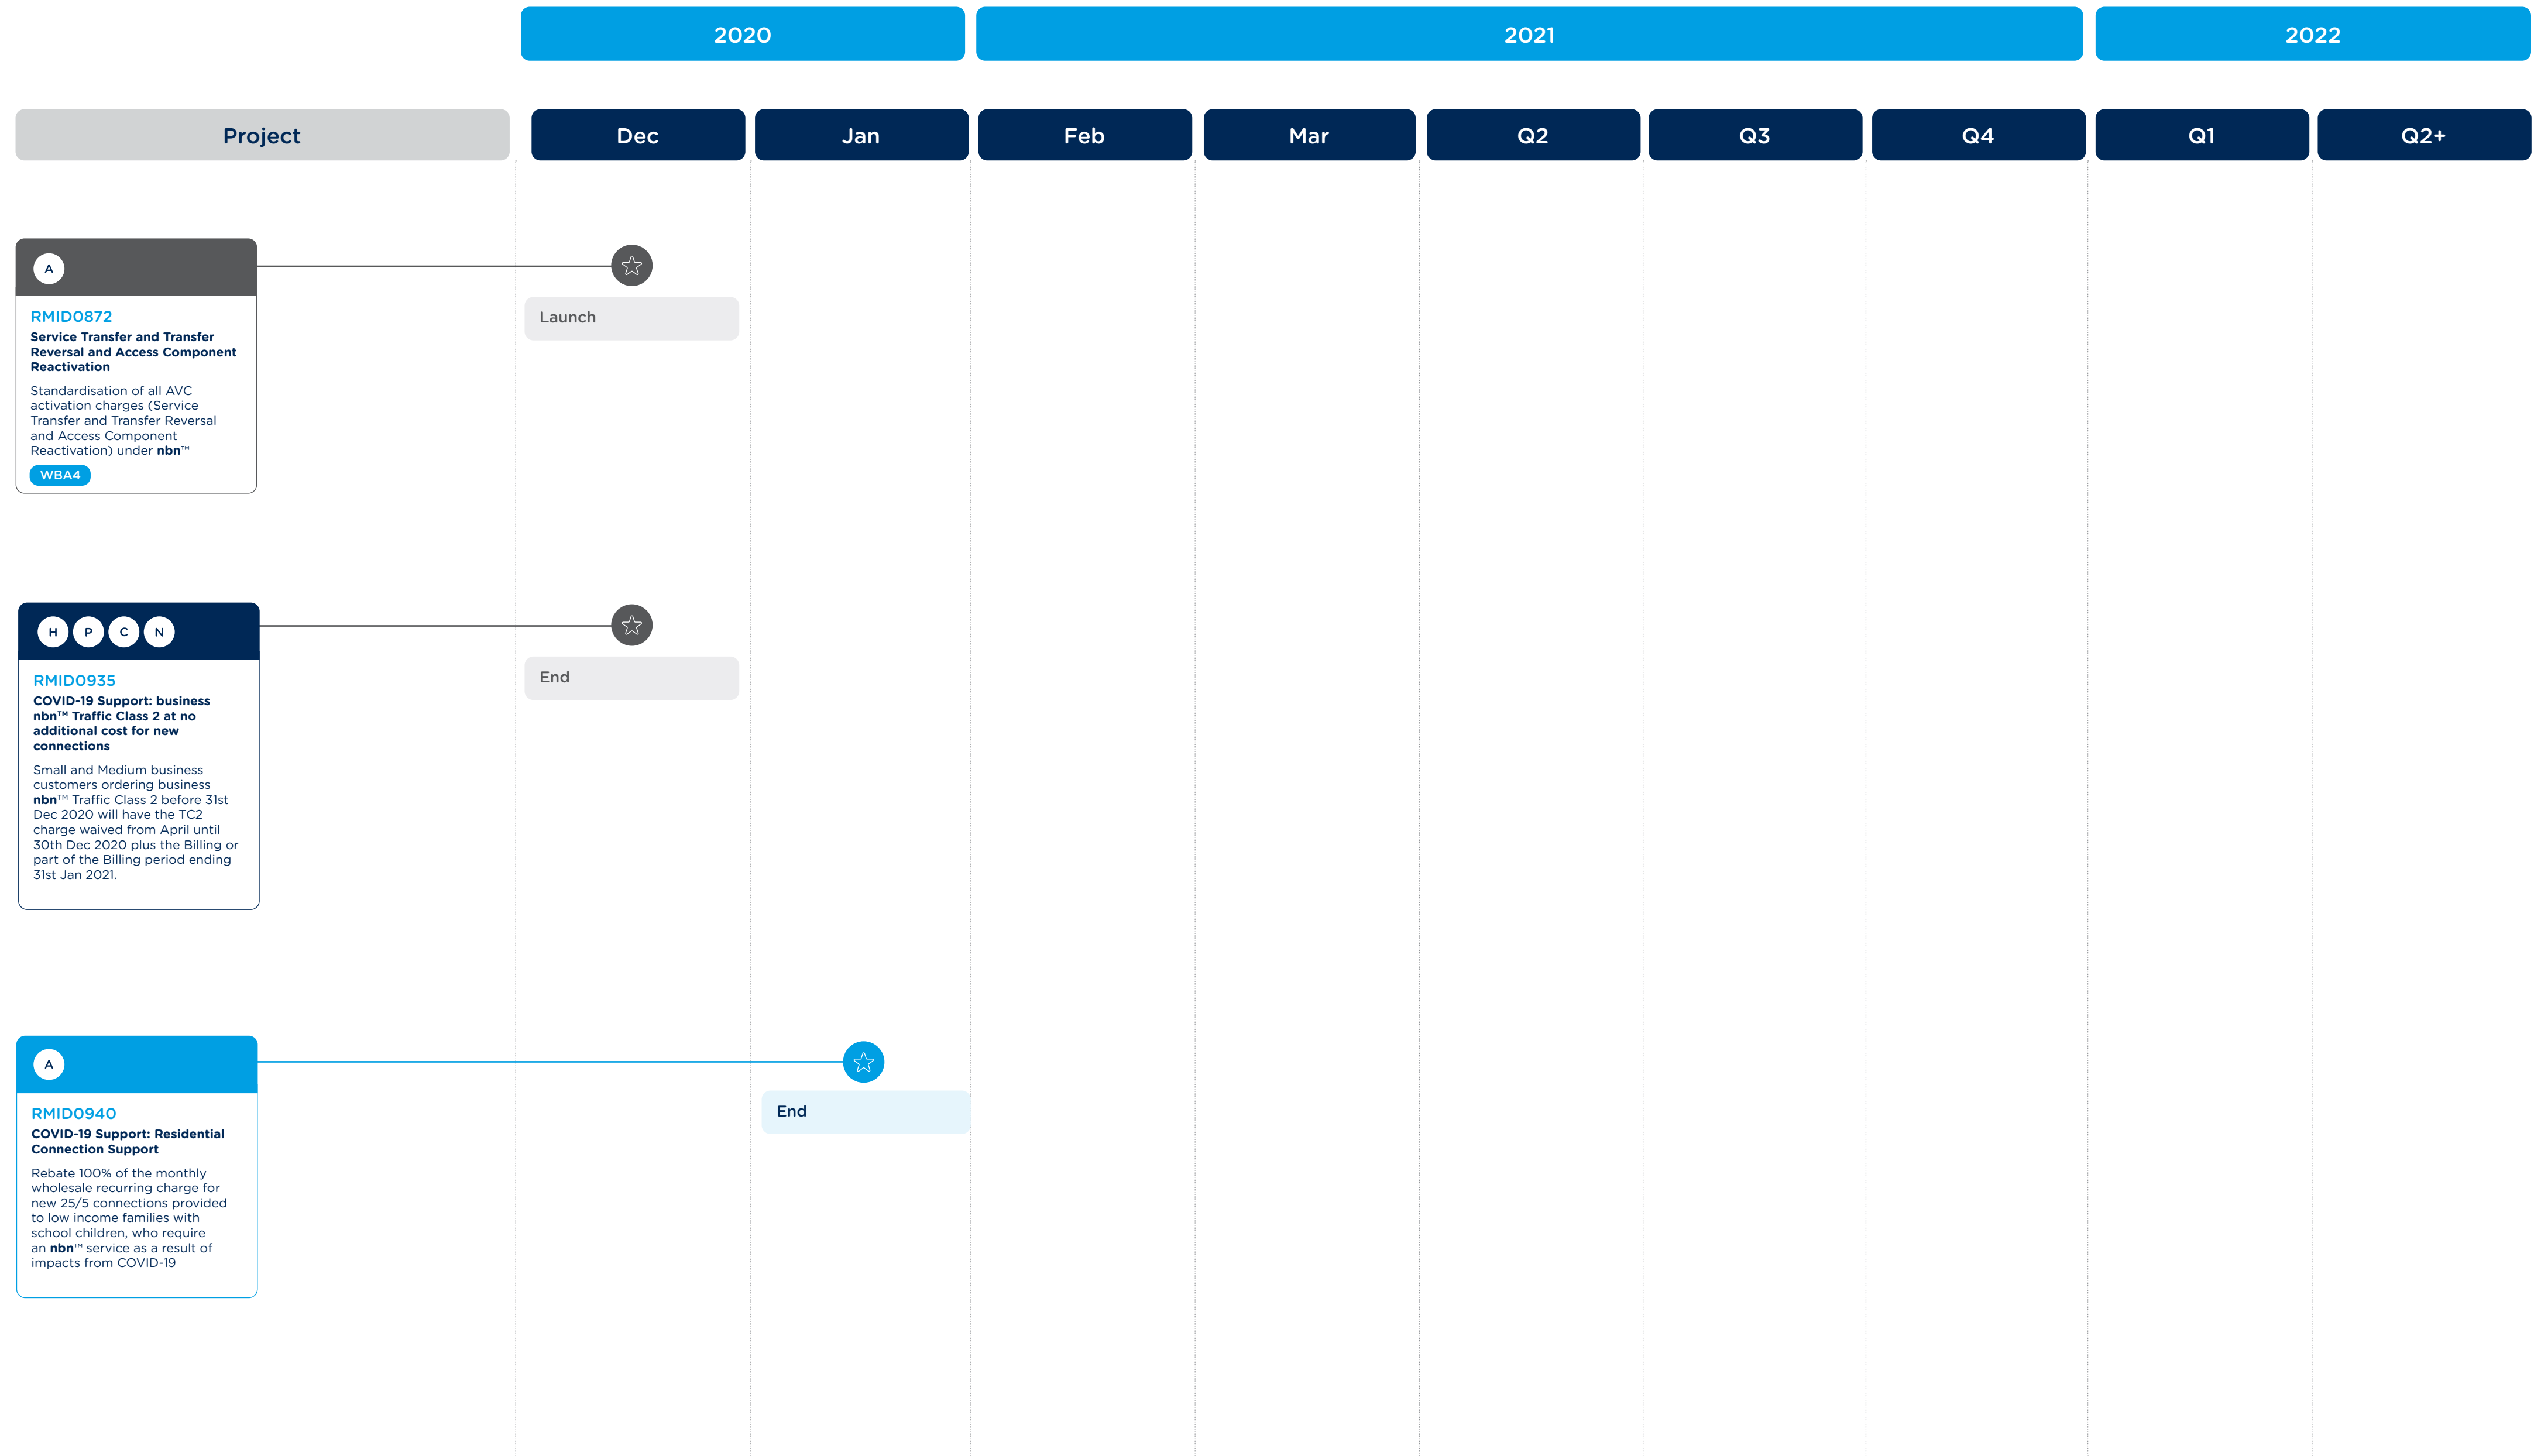 2020
2021
2022
Project
Dec
Jan
Feb
Mar
Q2
Q3
Q4
Q1
Q2+
A
RMID0872
Service Transfer and Transfer
Reversal and Access Component
Reactivation
Standardisation of all AVC
activation charges (Service
Transfer and Transfer Reversal
and Access Component
Reactivation) under nbn™
WBA4
Launch
H P C N
RMID0935
COVID-19 Support: business
nbn™ Traffic Class 2 at no
additional cost for new
connections
Small and Medium business
customers ordering business
nbn™ Traffic Class 2 before 31st
Dec 2020 will have the TC2
charge waived from April until
30th Dec 2020 plus the Billing or
part of the Billing period ending
31st Jan 2021.
End
A
RMID0940
COVID-19 Support: Residential
Connection Support
Rebate 100% of the monthly
wholesale recurring charge for
new 25/5 connections provided
to low income families with
school children, who require
an nbn™ service as a result of
impacts from COVID-19
End